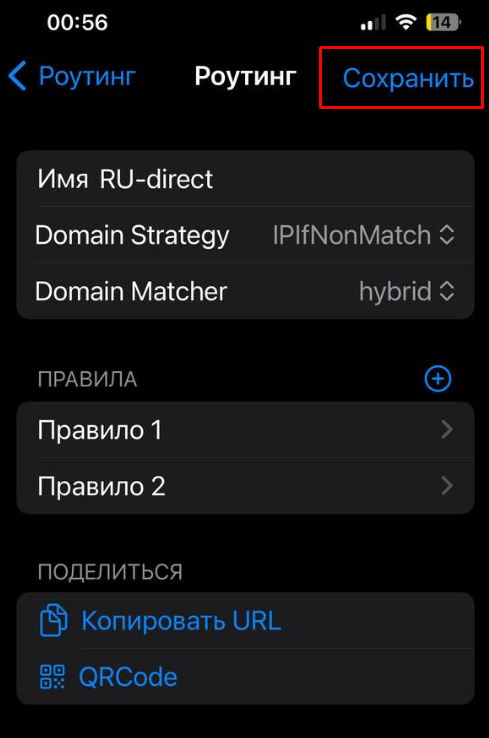 00:56 14
Роутинг Роутинг Сохранить
Имя RU-direct
Domain Strategy IPIfNonMatch
Domain Matcher hybrid
ПРАВИЛА
Правило 1
Правило 2
ПОДЕЛИТЬСЯ
Копировать URL
QRCode